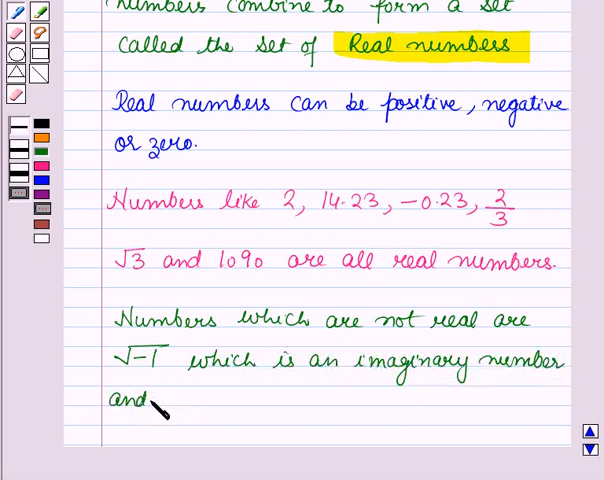 numbers combine to form a set
called the set of Real numbers
Real numbers can be positive, negative
or zero.
Numbers like 2, 14.23, -0.23, 2/3
√3 and 1090 are all real numbers.
Numbers which are not real are
√-1 which is an imaginary number
and